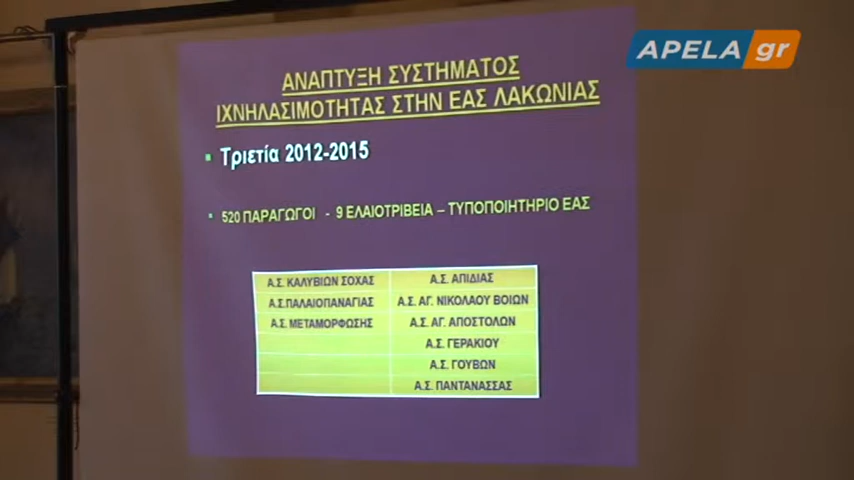 APELA gr
ΑΝΑΠΤΥΞΗ ΣΥΣΤΗΜΑΤΟΣ
ΙΧΝΗΛΑΣΙΜΟΤΗΤΑΣ ΣΤΗΝ ΕΑΣ ΛΑΚΩΝΙΑΣ
▪ Τριετία 2012-2015
▪ 520 ΠΑΡΑΓΩΓΟΙ - 9 ΕΛΑΙΟΤΡΙΒΕΙΑ – ΤΥΠΟΠΟΙΗΤΗΡΙΟ ΕΑΣ
Α.Σ. ΚΑΛΥΒΙΩΝ ΣΟΧΑΣ Α.Σ. ΑΠΙΔΙΑΣ
Α.Σ.ΠΑΛΑΙΟΠΑΝΑΓΙΑΣ Α.Σ. ΑΓ. ΝΙΚΟΛΑΟΥ ΒΟΙΩΝ
Α.Σ.ΜΕΤΑΜΟΡΦΩΣΗΣ Α.Σ. ΑΓ. ΑΠΟΣΤΟΛΩΝ
Α.Σ. ΓΕΡΑΚΙΟΥ
Α.Σ. ΓΟΥΒΩΝ
Α.Σ. ΠΑΝΤΑΝΑΣΣΑΣ